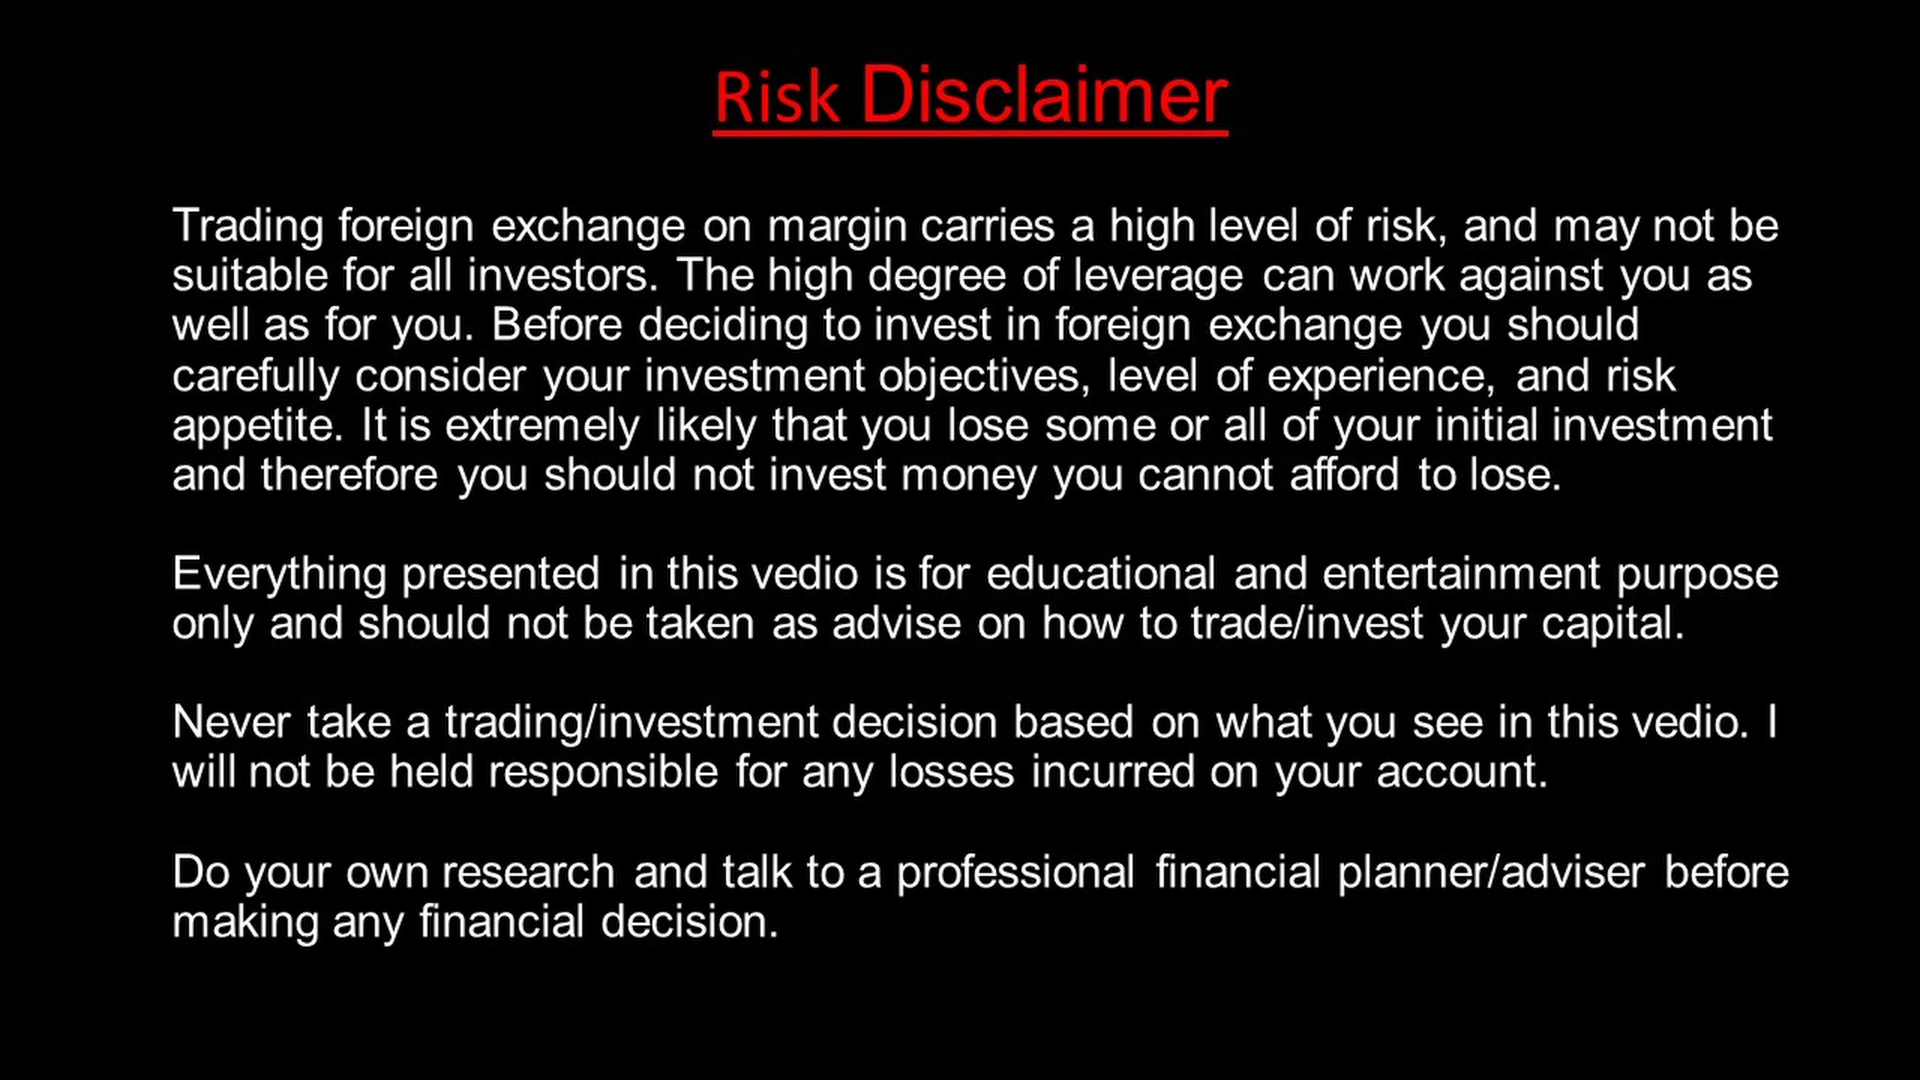 Risk Disclaimer
Trading foreign exchange on margin carries a high level of risk, and may not be
suitable for all investors. The high degree of leverage can work against you as
well as for you. Before deciding to invest in foreign exchange you should
carefully consider your investment objectives, level of experience, and risk
appetite. It is extremely likely that you lose some or all of your initial investment
and therefore you should not invest money you cannot afford to lose.
Everything presented in this vedio is for educational and entertainment purpose
only and should not be taken as advise on how to trade/invest your capital.
Never take a trading/investment decision based on what you see in this vedio. I
will not be held responsible for any losses incurred on your account.
Do your own research and talk to a professional financial planner/adviser before
making any financial decision.